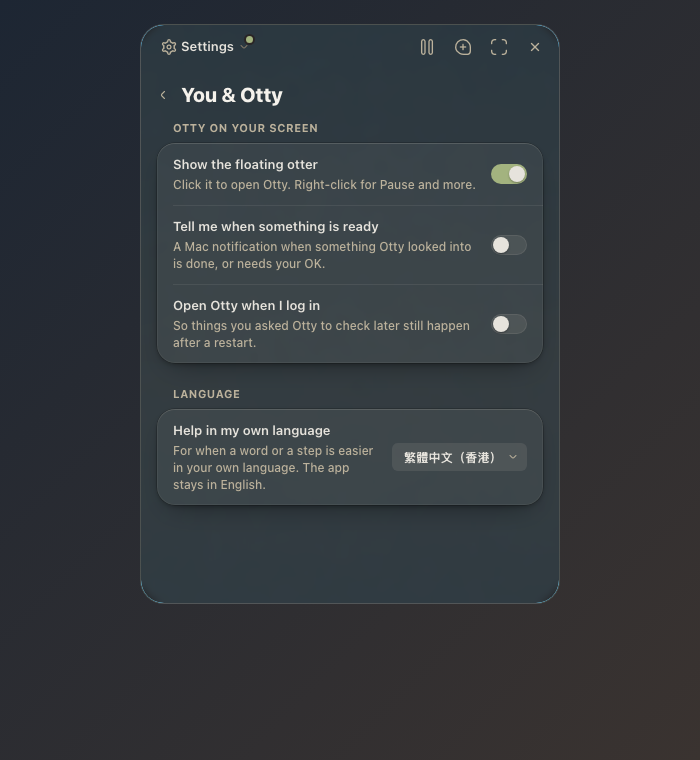 Settings
You & Otty
OTTY ON YOUR SCREEN
Show the floating otter
Click it to open Otty. Right-click for Pause and more.
Tell me when something is ready
A Mac notification when something Otty looked into
is done, or needs your OK.
Open Otty when I log in
So things you asked Otty to check later still happen
after a restart.
LANGUAGE
Help in my own language
For when a word or a step is easier
in your own language. The app
stays in English.
繁體中文（香港）